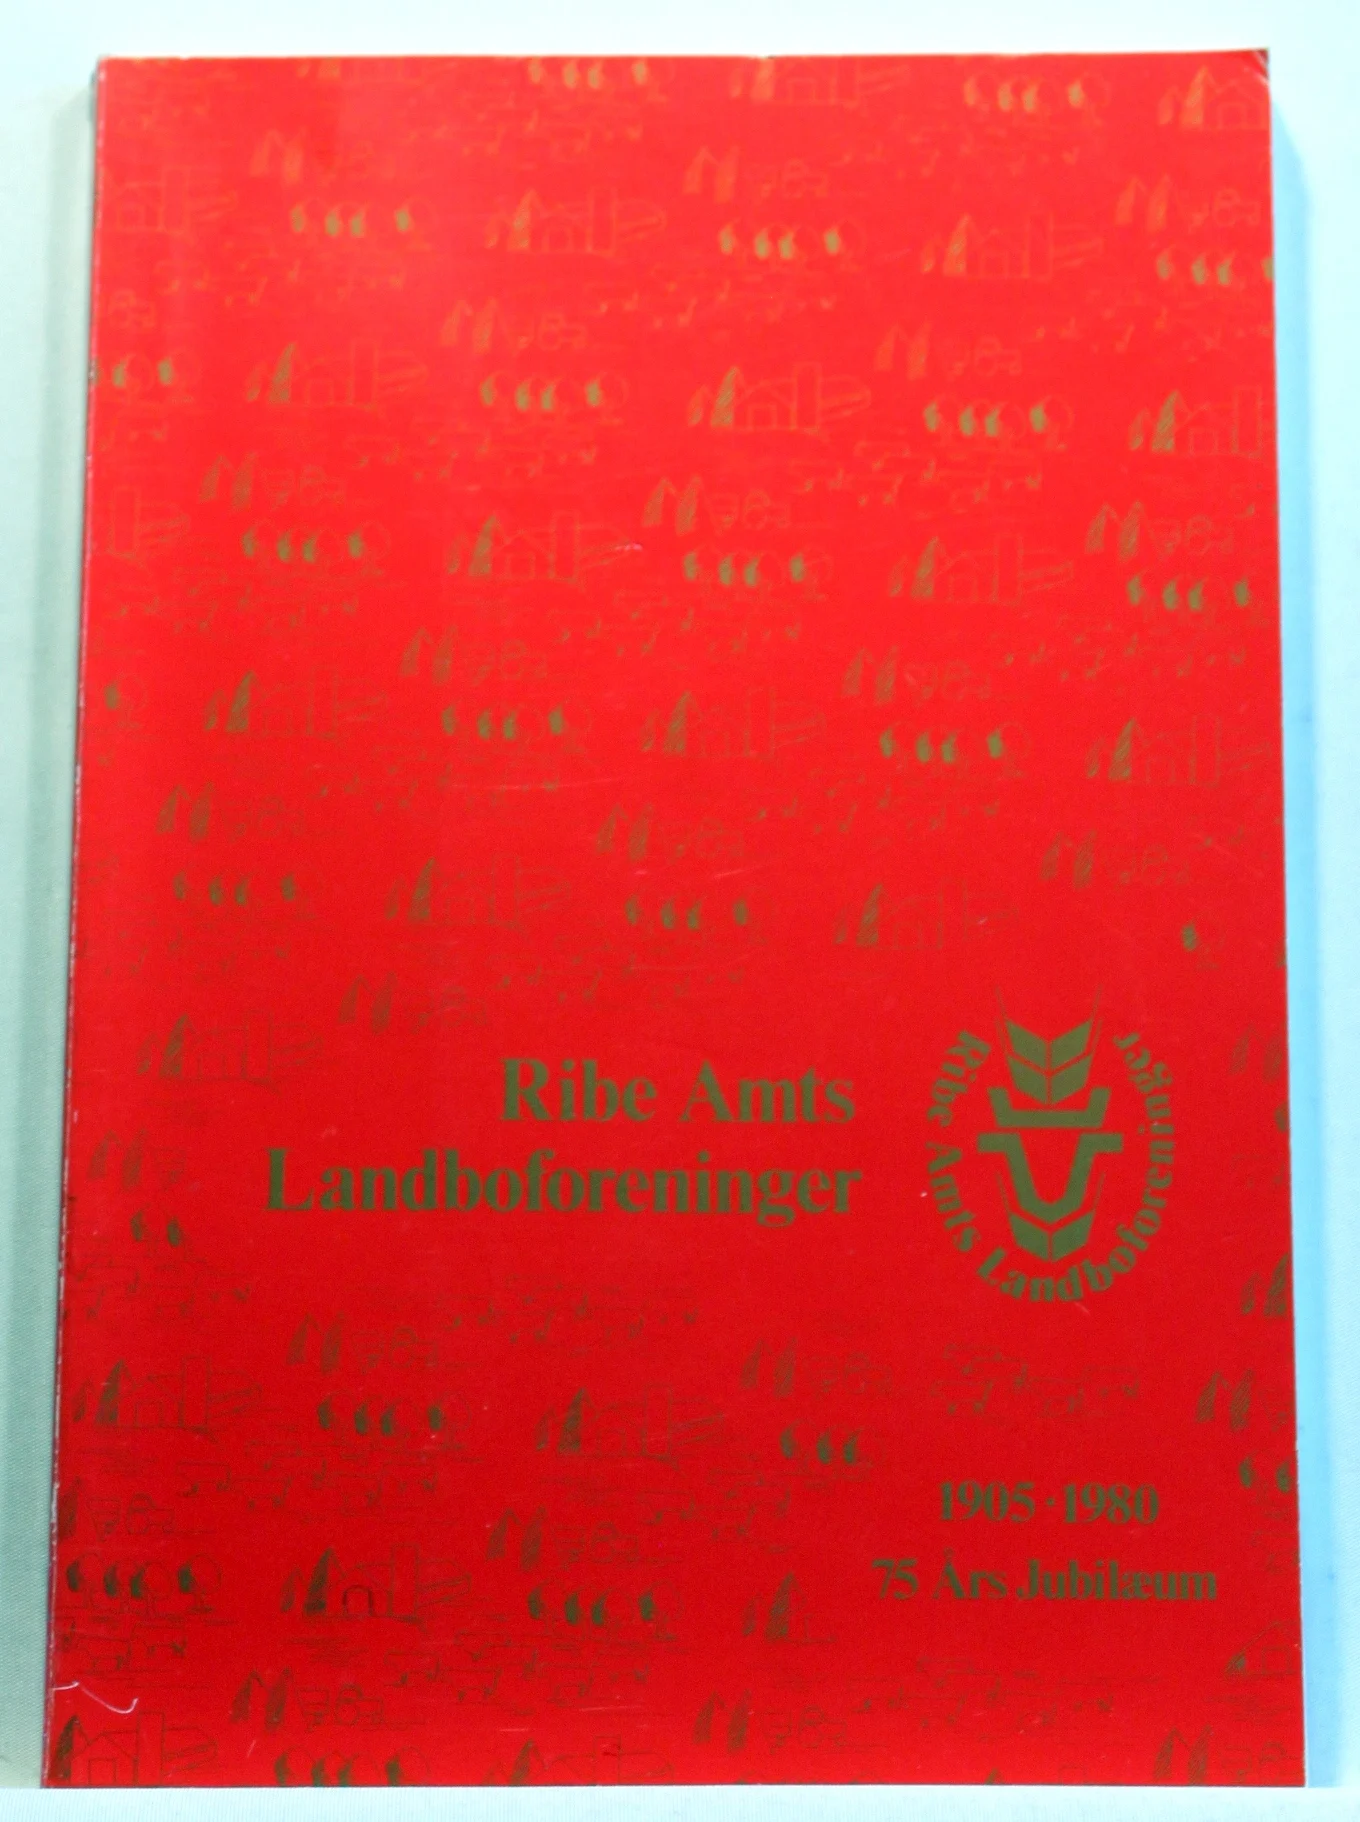 Ribe Amts
Landboforeninger
Ribe Amts Landboforeninger
1905 · 1980
75 Års Jubilæum